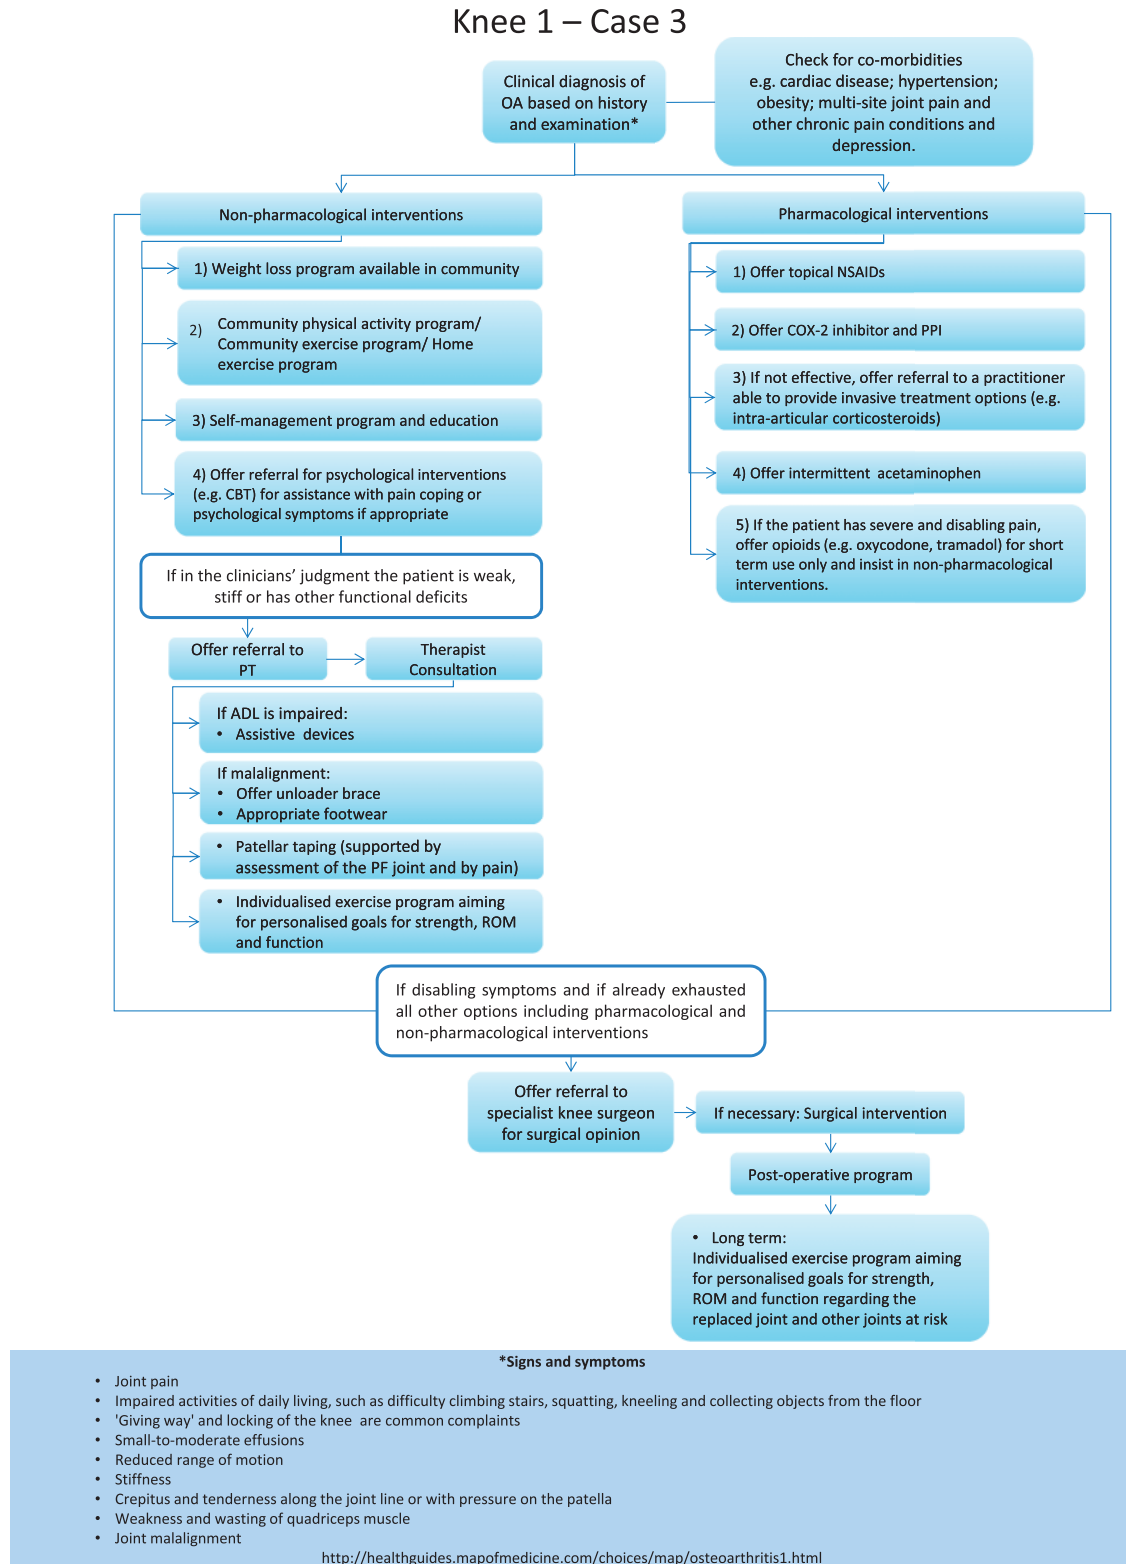 Knee 1 – Case 3
Clinical diagnosis of
OA based on history
and examination*
Check for co-morbidities
e.g. cardiac disease; hypertension;
obesity; multi-site joint pain and
other chronic pain conditions and
depression.
Non-pharmacological interventions
1) Weight loss program available in community
2) Community physical activity program/
Community exercise program/ Home
exercise program
3) Self-management program and education
4) Offer referral for psychological interventions
(e.g. CBT) for assistance with pain coping or
psychological symptoms if appropriate
If in the clinicians' judgment the patient is weak,
stiff or has other functional deficits
Offer referral to
PT
Therapist
Consultation
If ADL is impaired:
• Assistive devices
If malalignment:
• Offer unloader brace
• Appropriate footwear
• Patellar taping (supported by
assessment of the PF joint and by pain)
• Individualised exercise program aiming
for personalised goals for strength, ROM
and function
Pharmacological interventions
1) Offer topical NSAIDs
2) Offer COX-2 inhibitor and PPI
3) If not effective, offer referral to a practitioner
able to provide invasive treatment options (e.g.
intra-articular corticosteroids)
4) Offer intermittent acetaminophen
5) If the patient has severe and disabling pain,
offer opioids (e.g. oxycodone, tramadol) for short
term use only and insist in non-pharmacological
interventions.
If disabling symptoms and if already exhausted
all other options including pharmacological and
non-pharmacological interventions
Offer referral to
specialist knee surgeon
for surgical opinion
If necessary: Surgical intervention
Post-operative program
• Long term:
Individualised exercise program aiming
for personalised goals for strength,
ROM and function regarding the
replaced joint and other joints at risk
*Signs and symptoms
• Joint pain
• Impaired activities of daily living, such as difficulty climbing stairs, squatting, kneeling and collecting objects from the floor
• 'Giving way' and locking of the knee are common complaints
• Small-to-moderate effusions
• Reduced range of motion
• Stiffness
• Crepitus and tenderness along the joint line or with pressure on the patella
• Weakness and wasting of quadriceps muscle
• Joint malalignment
http://healthguides.mapofmedicine.com/choices/map/osteoarthritis1.html